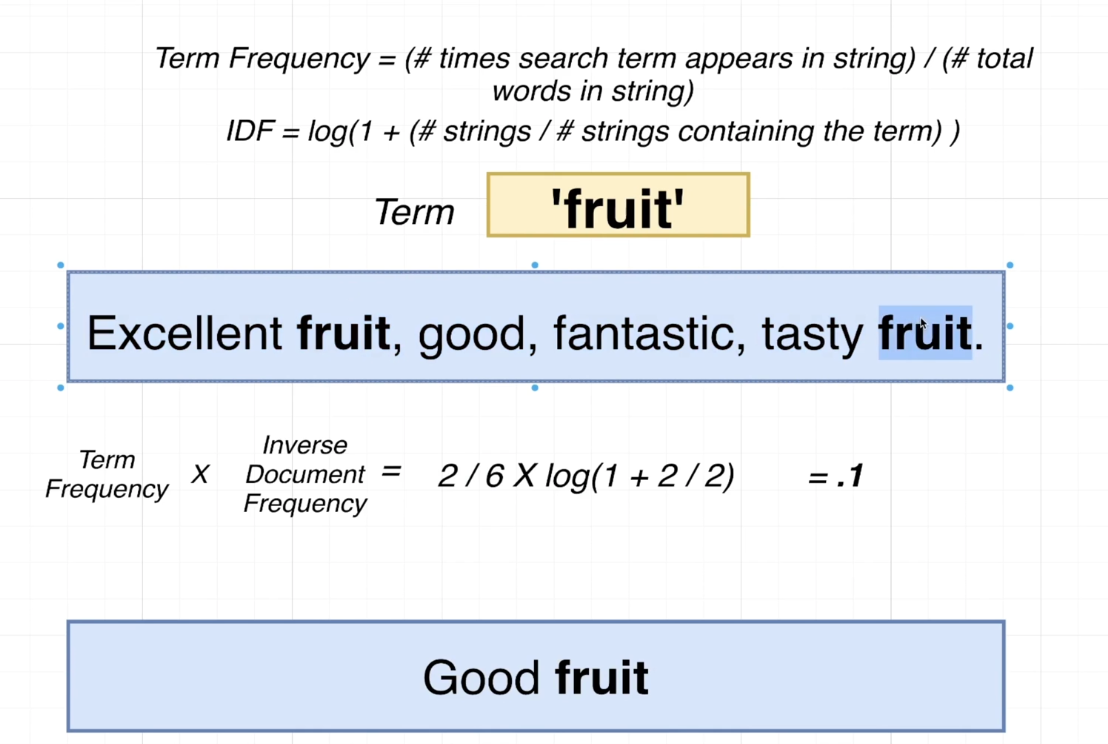 Term Frequency = (# times search term appears in string) / (# total
words in string)
IDF = log(1 + (# strings / # strings containing the term) )
Term
'fruit'
Excellent fruit, good, fantastic, tasty fruit.
Term
Frequency
X
Inverse
Document
Frequency
=
2 / 6 X log(1 + 2 / 2)
= .1
Good fruit